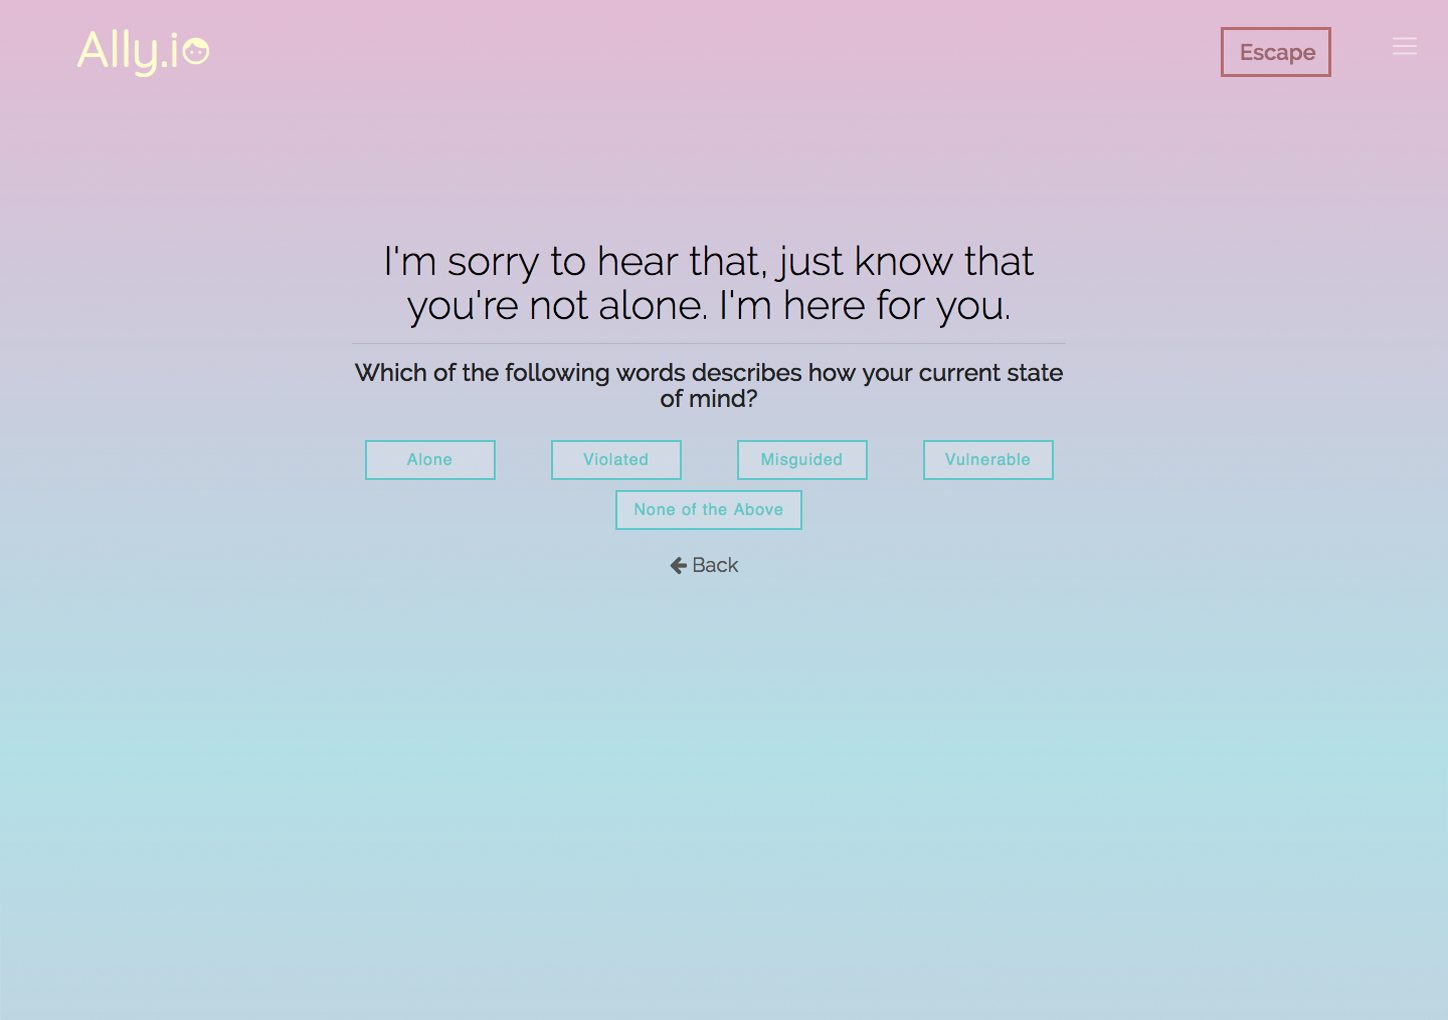 Ally.io
Escape
I'm sorry to hear that, just know that
you're not alone. I'm here for you.
Which of the following words describes how your current state
of mind?
Alone
Violated
Misguided
Vulnerable
None of the Above
Back